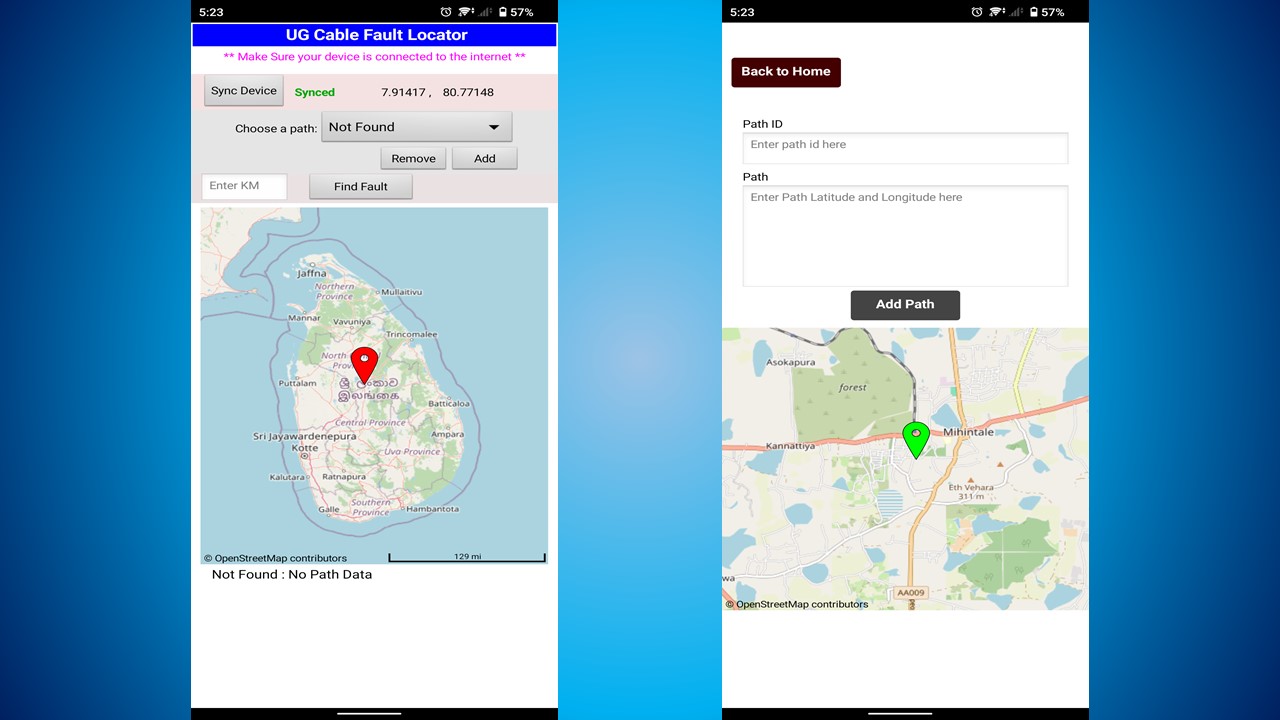 5:23
57%
UG Cable Fault Locator
** Make Sure your device is connected to the internet **
Sync Device
Synced
7.91417 , 80.77148
Choose a path:
Not Found
Remove
Add
Enter KM
Find Fault
Jaffna
Northern
Province
Mullaitivu
Mannar
Vavuniya
Trincomalee
North
Puttalam
இலங்கை
Batticaloa
Central Province
Sri Jayawardenepura
Kotte
Ampara
Uva Province
Kalutara
Ratnapura
Southern
Province
Galle
Hambantota
© OpenStreetMap contributors
129 mi
Not Found : No Path Data
5:23
57%
Back to Home
Path ID
Enter path id here
Path
Enter Path Latitude and Longitude here
Add Path
Asokapura
forest
Mihintale
Kannattiya
Eth Vehara
311 m
wa
AA009
© OpenStreetMap contributors